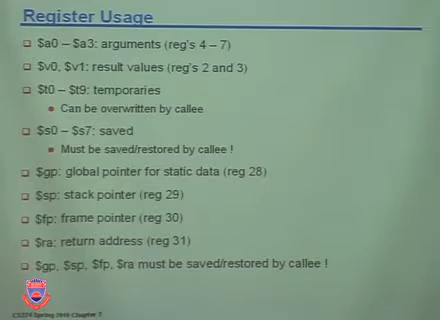 Register Usage
$a0 – $a3: arguments (reg's 4 – 7)
$v0, $v1: result values (reg's 2 and 3)
$t0 – $t9: temporaries
Can be overwritten by callee
$s0 – $s7: saved
Must be saved/restored by callee !
$gp: global pointer for static data (reg 28)
$sp: stack pointer (reg 29)
$fp: frame pointer (reg 30)
$ra: return address (reg 31)
$gp, $sp, $fp, $ra must be saved/restored by callee !
Spring Chapter 2